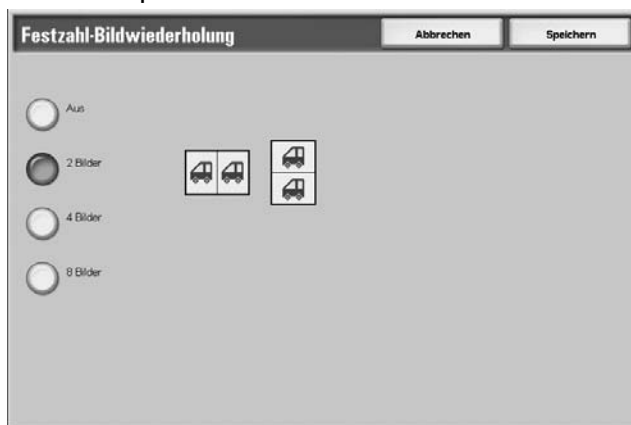 Festzahl-Bildwiederholung
Abbrechen
Speichern
Aus
2 Bilder
4 Bilder
8 Bilder